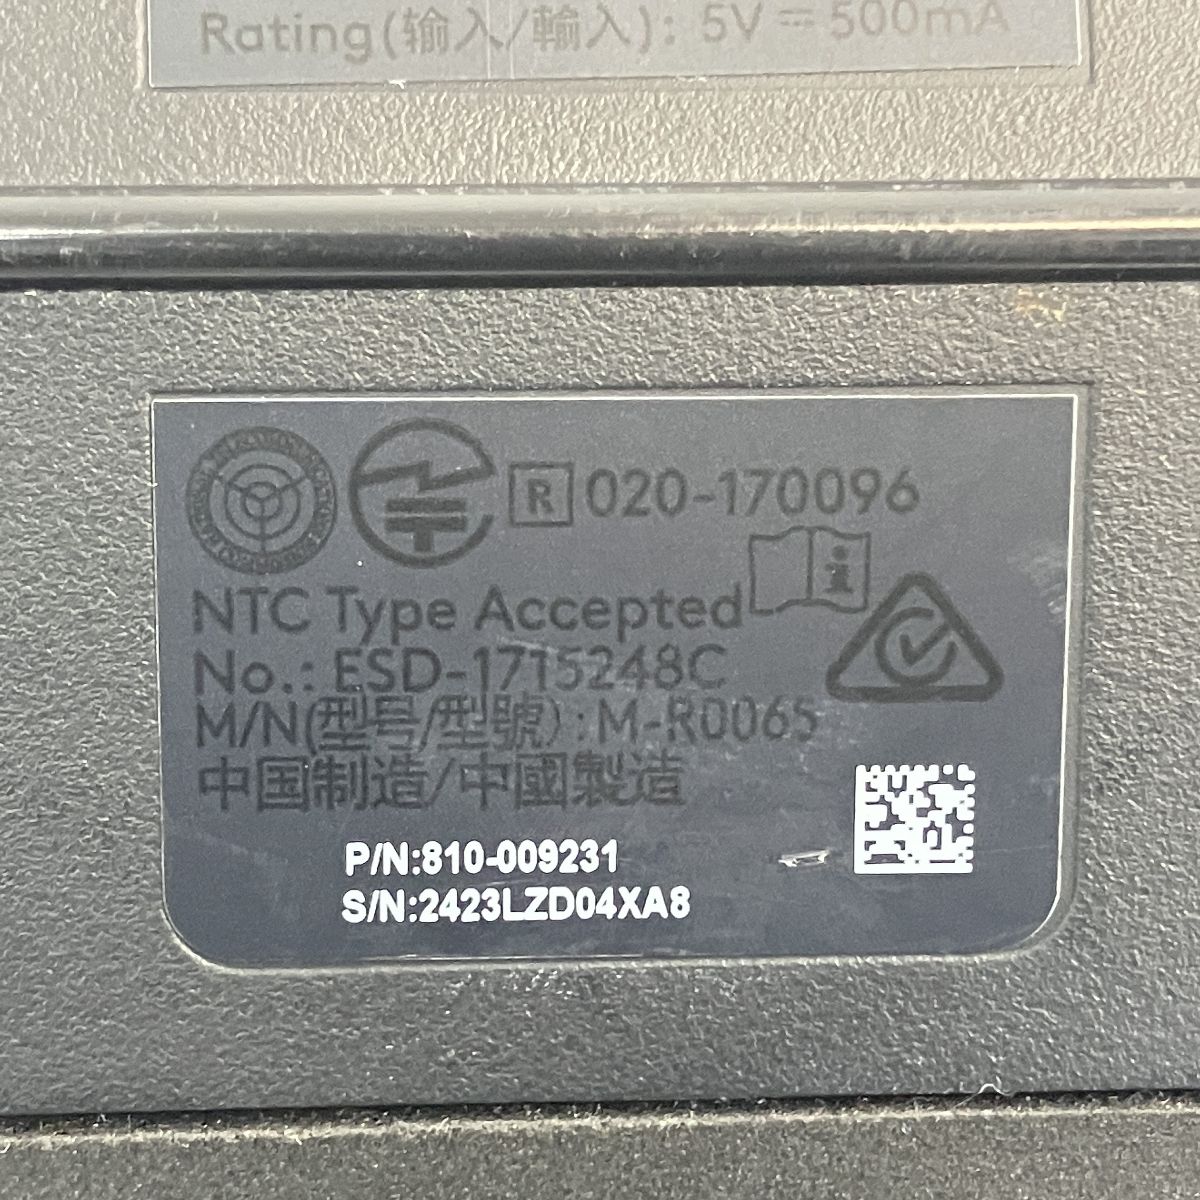 Rating(输入/輸入): 5V ⎓ 500mA
R 020-170096
NTC Type Accepted
No.: ESD-1715248C
M/N(型号/型號): M-R0065
中国制造/中國製造
P/N:810-009231
S/N:2423LZD04XA8